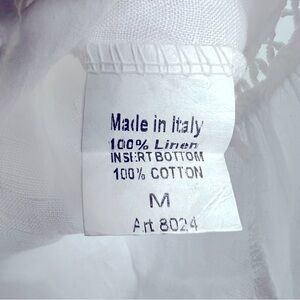 Made in Italy
100% Linen
INSERT BOTTOM
100% COTTON
M
Art 8024